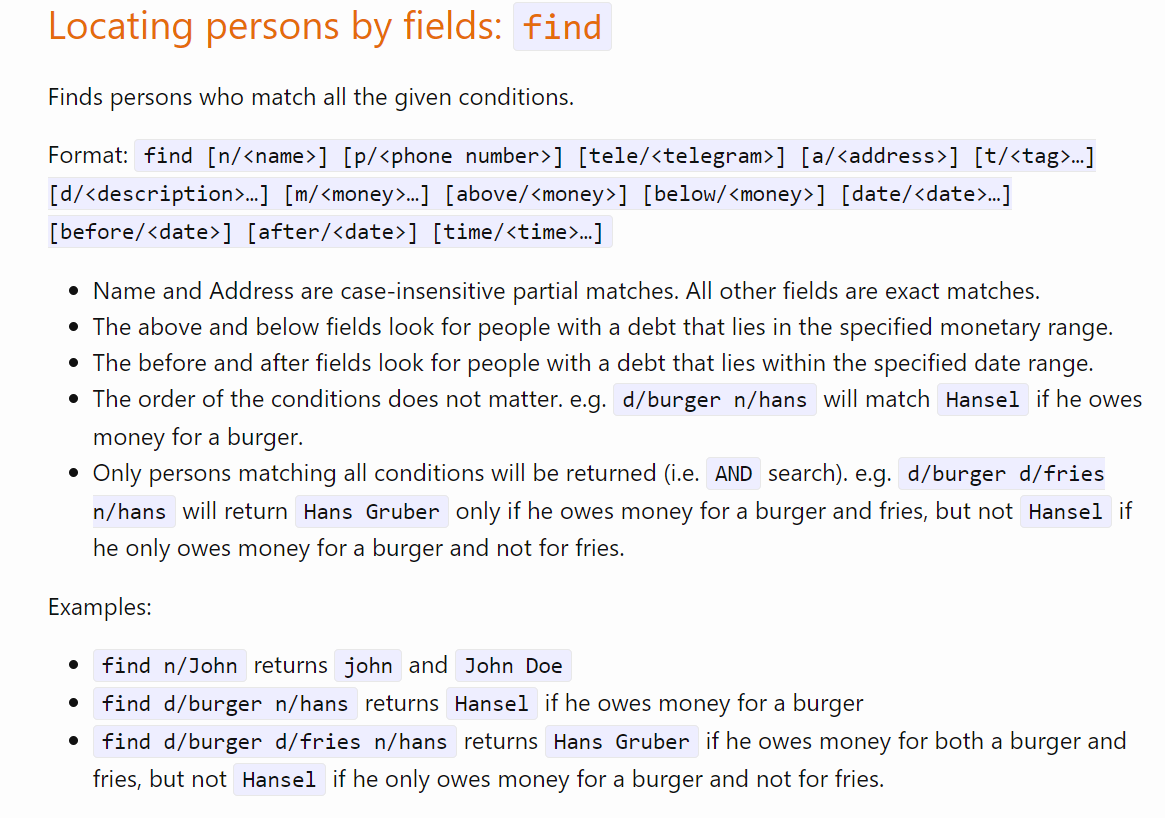 Locating persons by fields: find
Finds persons who match all the given conditions.
Format: find [n/<name>] [p/<phone number>] [tele/<telegram>] [a/<address>] [t/<tag>…]
[d/<description>…] [m/<money>…] [above/<money>] [below/<money>] [date/<date>…]
[before/<date>] [after/<date>] [time/<time>…]
• Name and Address are case-insensitive partial matches. All other fields are exact matches.
• The above and below fields look for people with a debt that lies in the specified monetary range.
• The before and after fields look for people with a debt that lies within the specified date range.
• The order of the conditions does not matter. e.g. d/burger n/hans will match Hansel if he owes
money for a burger.
• Only persons matching all conditions will be returned (i.e. AND search). e.g. d/burger d/fries
n/hans will return Hans Gruber only if he owes money for a burger and fries, but not Hansel if
he only owes money for a burger and not for fries.
Examples:
• find n/John returns john and John Doe
• find d/burger n/hans returns Hansel if he owes money for a burger
• find d/burger d/fries n/hans returns Hans Gruber if he owes money for both a burger and
fries, but not Hansel if he only owes money for a burger and not for fries.